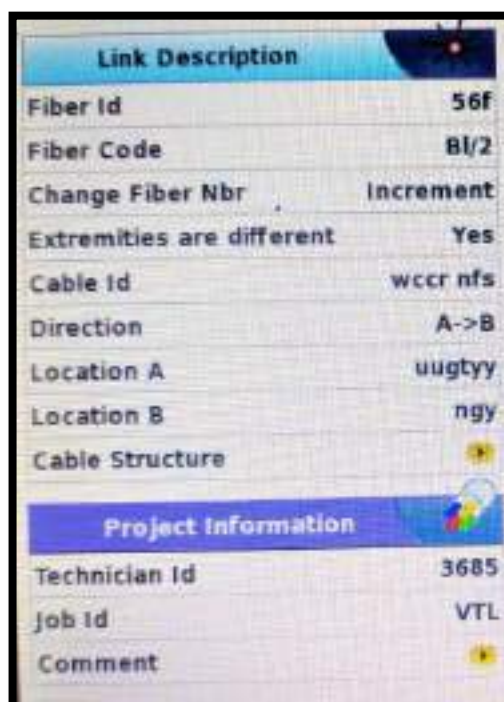 Link Description
Fiber Id 56f
Fiber Code Bl/2
Change Fiber Nbr Increment
Extremities are different Yes
Cable Id wccr nfs
Direction A->B
Location A uugtyy
Location B ngy
Cable Structure
Project Information
Technician Id 3685
Job Id VTL
Comment